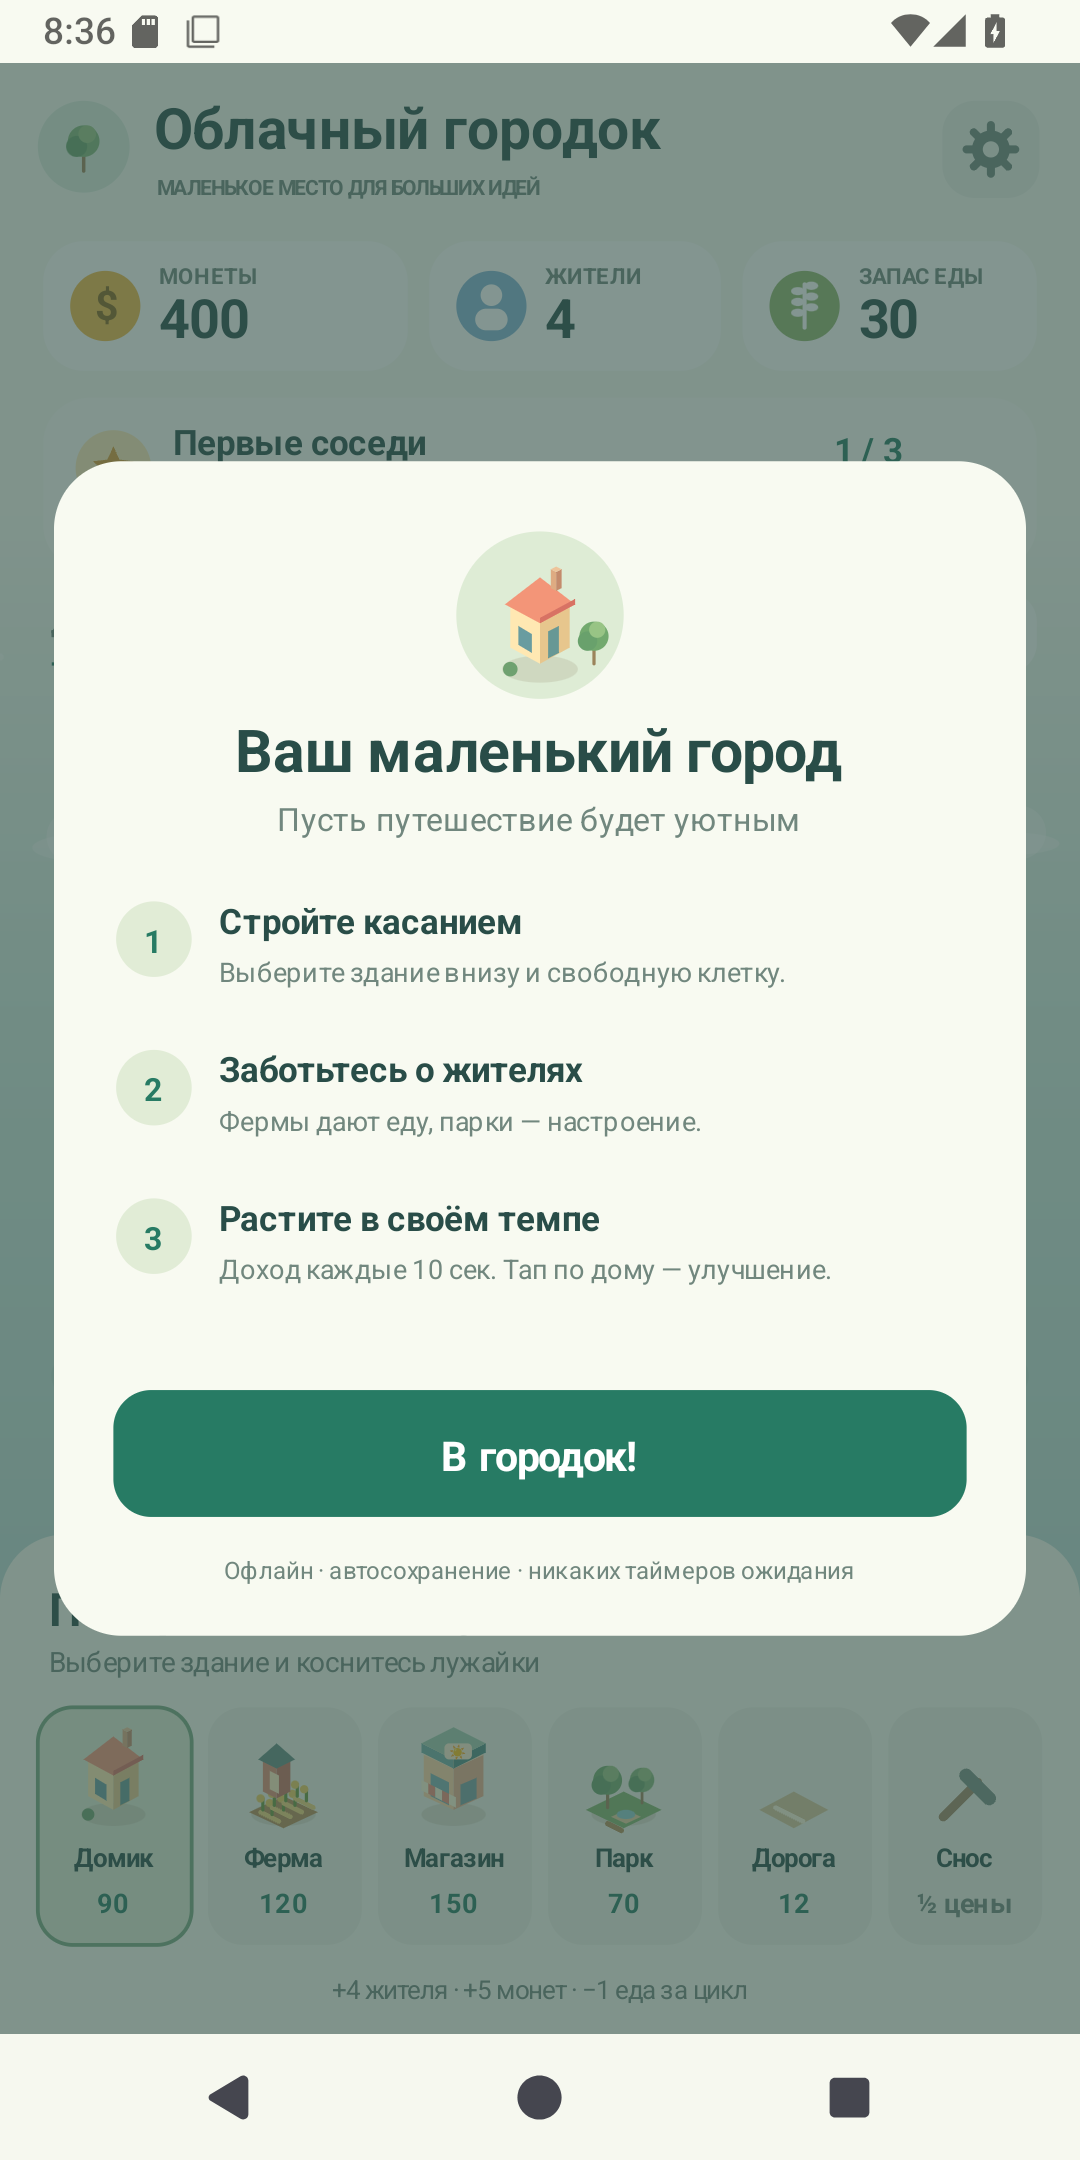 8:36
Облачный городок
МАЛЕНЬКОЕ МЕСТО ДЛЯ БОЛЬШИХ ИДЕЙ
МОНЕТЫ
400
ЖИТЕЛИ
4
ЗАПАС ЕДЫ
30
Первые соседи
1 / 3
Ваш маленький город
Пусть путешествие будет уютным
1
Стройте касанием
Выберите здание внизу и свободную клетку.
2
Заботьтесь о жителях
Фермы дают еду, парки — настроение.
3
Растите в своём темпе
Доход каждые 10 сек. Тап по дому — улучшение.
В городок!
Офлайн · автосохранение · никаких таймеров ожидания
Выберите здание и коснитесь лужайки
Домик
90
Ферма
120
Магазин
150
Парк
70
Дорога
12
Снос
½ цены
+4 жителя · +5 монет · −1 еда за цикл